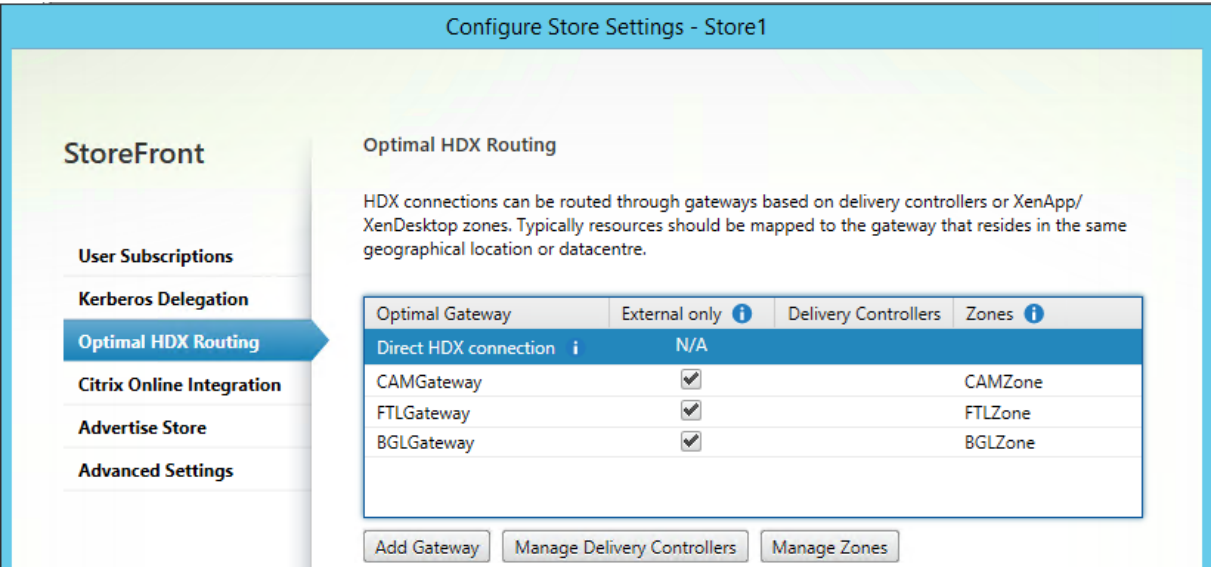 Configure Store Settings - Store1
StoreFront
User Subscriptions
Kerberos Delegation
Optimal HDX Routing
Citrix Online Integration
Advertise Store
Advanced Settings
Optimal HDX Routing
HDX connections can be routed through gateways based on delivery controllers or XenApp/
XenDesktop zones. Typically resources should be mapped to the gateway that resides in the same
geographical location or datacentre.
Optimal Gateway External only i Delivery Controllers Zones i
Direct HDX connection i N/A
CAMGateway CAMZone
FTLGateway FTLZone
BGLGateway BGLZone
Add Gateway Manage Delivery Controllers Manage Zones